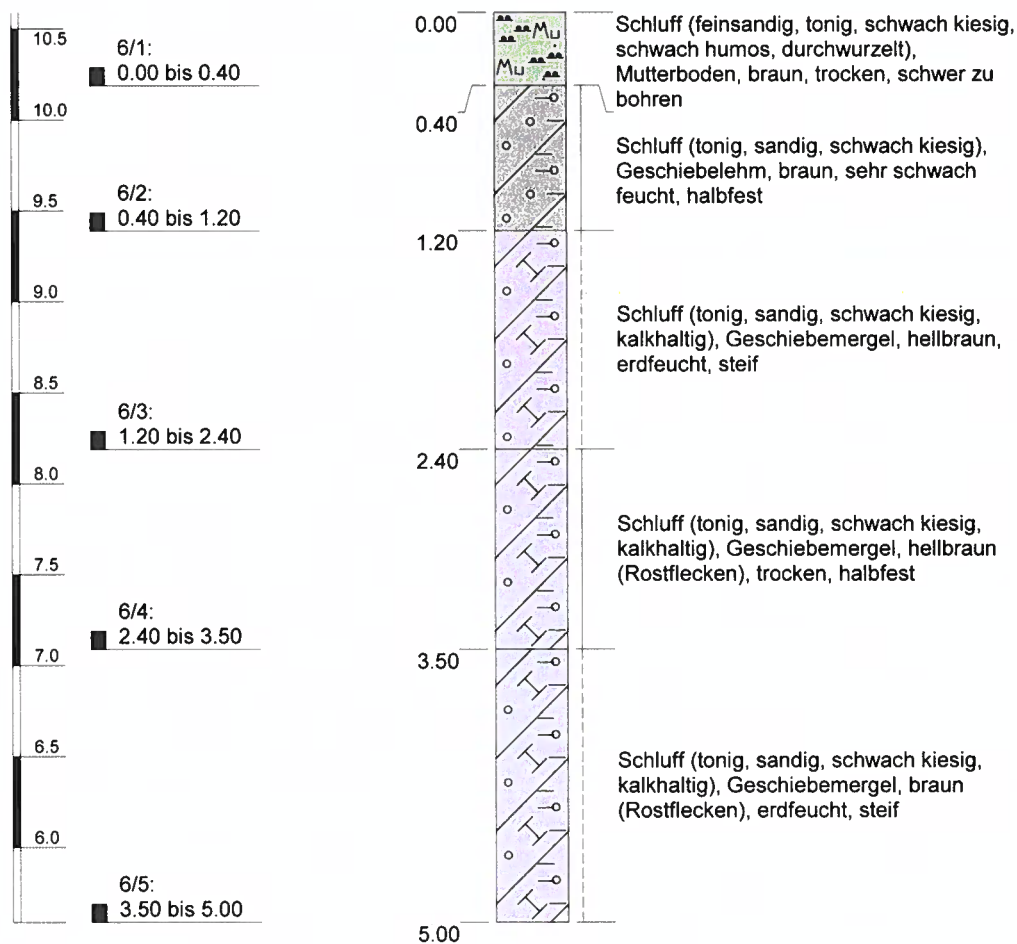 10.5
10.0
9.5
9.0
8.5
8.0
7.5
7.0
6.5
6.0
6/1:
0.00 bis 0.40
6/2:
0.40 bis 1.20
6/3:
1.20 bis 2.40
6/4:
2.40 bis 3.50
6/5:
3.50 bis 5.00
0.00
0.40
1.20
2.40
3.50
5.00
Mu
Mu
Schluff (feinsandig, tonig, schwach kiesig,
schwach humos, durchwurzelt),
Mutterboden, braun, trocken, schwer zu
bohren
Schluff (tonig, sandig, schwach kiesig),
Geschiebelehm, braun, sehr schwach
feucht, halbfest
Schluff (tonig, sandig, schwach kiesig,
kalkhaltig), Geschiebemergel, hellbraun,
erdfeucht, steif
Schluff (tonig, sandig, schwach kiesig,
kalkhaltig), Geschiebemergel, hellbraun
(Rostflecken), trocken, halbfest
Schluff (tonig, sandig, schwach kiesig,
kalkhaltig), Geschiebemergel, braun
(Rostflecken), erdfeucht, steif